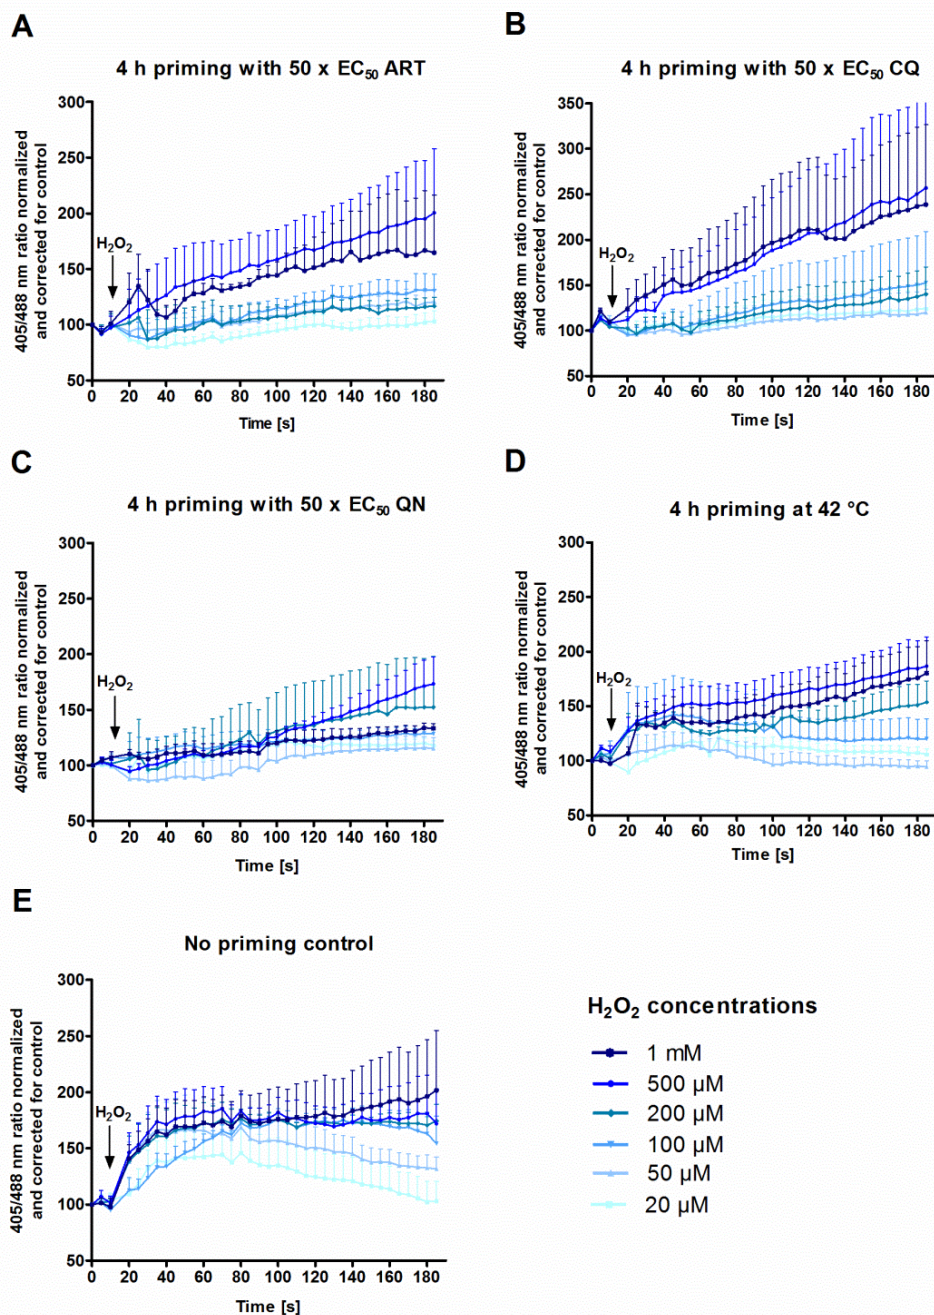 A
4 h priming with 50 x EC50 ART
405/488 nm ratio normalized
and corrected for control
300
250
200
150
100
50
H2O2
0 20 40 60 80 100 120 140 160 180
Time [s]
B
4 h priming with 50 x EC50 CQ
405/488 nm ratio normalized
and corrected for control
350
300
250
200
150
100
50
H2O2
0 20 40 60 80 100 120 140 160 180
Time [s]
C
4 h priming with 50 x EC50 QN
405/488 nm ratio normalized
and corrected for control
300
250
200
150
100
50
H2O2
0 20 40 60 80 100 120 140 160 180
Time [s]
D
4 h priming at 42 °C
405/488 nm ratio normalized
and corrected for control
300
250
200
150
100
50
H2O2
0 20 40 60 80 100 120 140 160 180
Time [s]
E
No priming control
405/488 nm ratio normalized
and corrected for control
300
250
200
150
100
50
H2O2
0 20 40 60 80 100 120 140 160 180
Time [s]
H2O2 concentrations
1 mM
500 µM
200 µM
100 µM
50 µM
20 µM